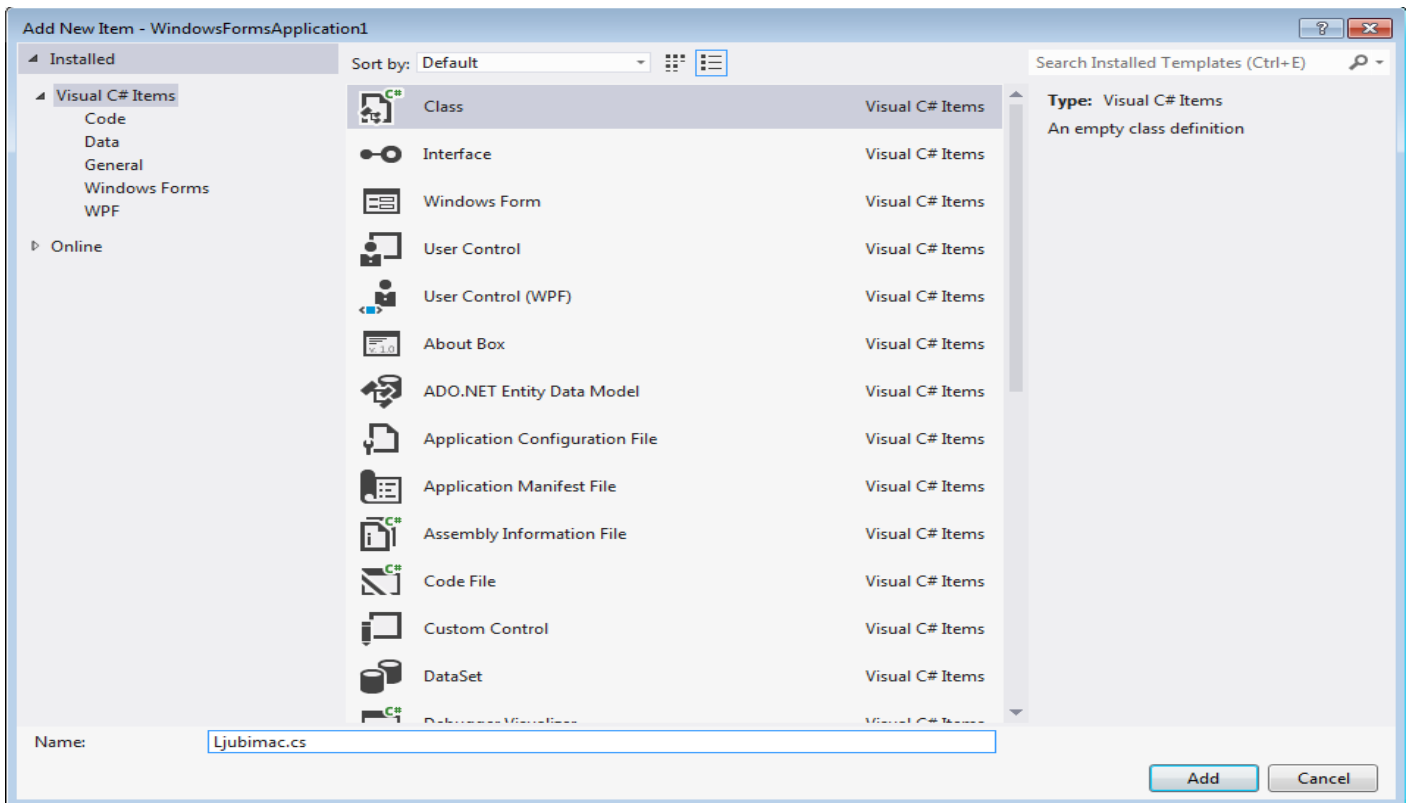 Add New Item - WindowsFormsApplication1
Installed
Sort by: Default
Search Installed Templates (Ctrl+E)
Visual C# Items
Code
Data
General
Windows Forms
WPF
Online
Class Visual C# Items
Interface Visual C# Items
Windows Form Visual C# Items
User Control Visual C# Items
User Control (WPF) Visual C# Items
About Box Visual C# Items
ADO.NET Entity Data Model Visual C# Items
Application Configuration File Visual C# Items
Application Manifest File Visual C# Items
Assembly Information File Visual C# Items
Code File Visual C# Items
Custom Control Visual C# Items
DataSet Visual C# Items
Debugger Visualizer Visual C# Items
Type: Visual C# Items
An empty class definition
Name: Ljubimac.cs
Add Cancel